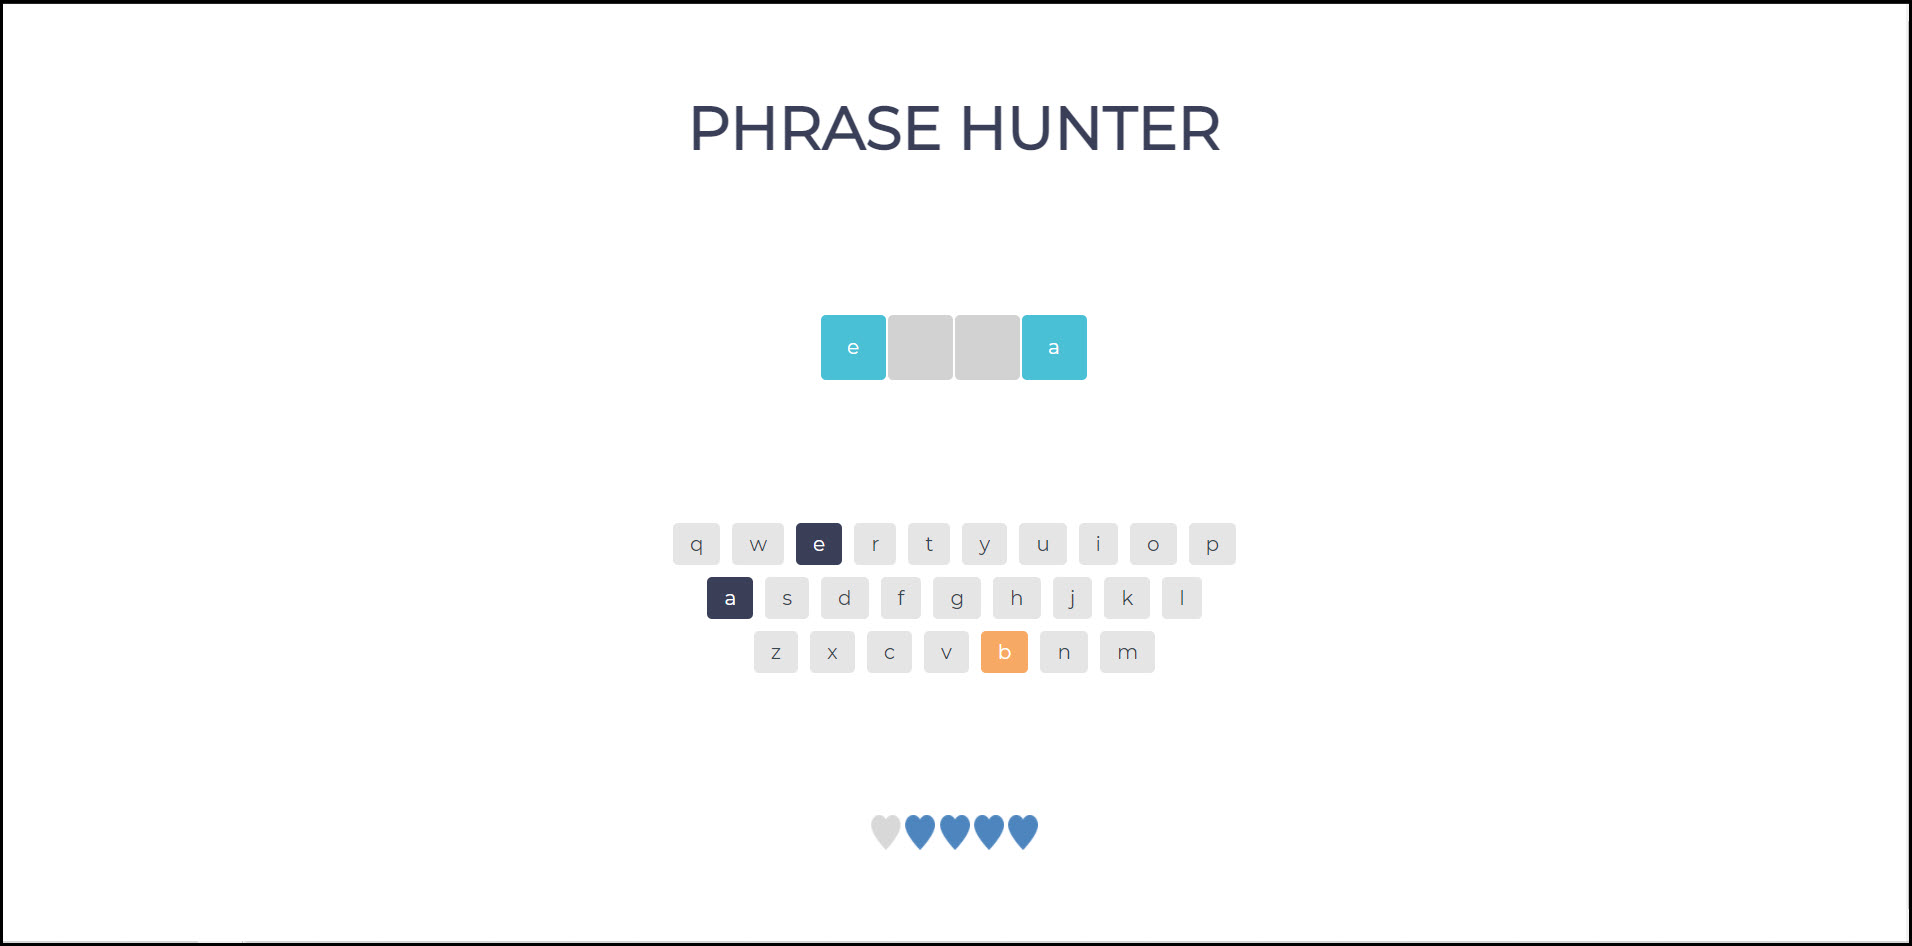 PHRASE HUNTER
e a
q w e r t y u i o p
a s d f g h j k l
z x c v b n m